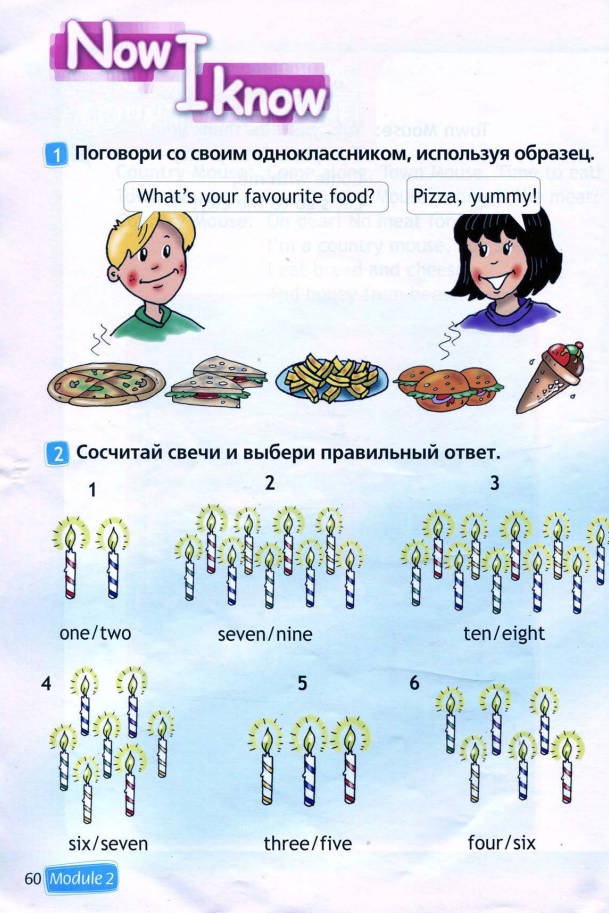 Now I know
1 Поговори со своим одноклассником, используя образец.
What's your favourite food?
Pizza, yummy!
2 Сосчитай свечи и выбери правильный ответ.
1
2
3
one/two
seven/nine
ten/eight
4
5
6
six/seven
three/five
four/six
60 Module 2